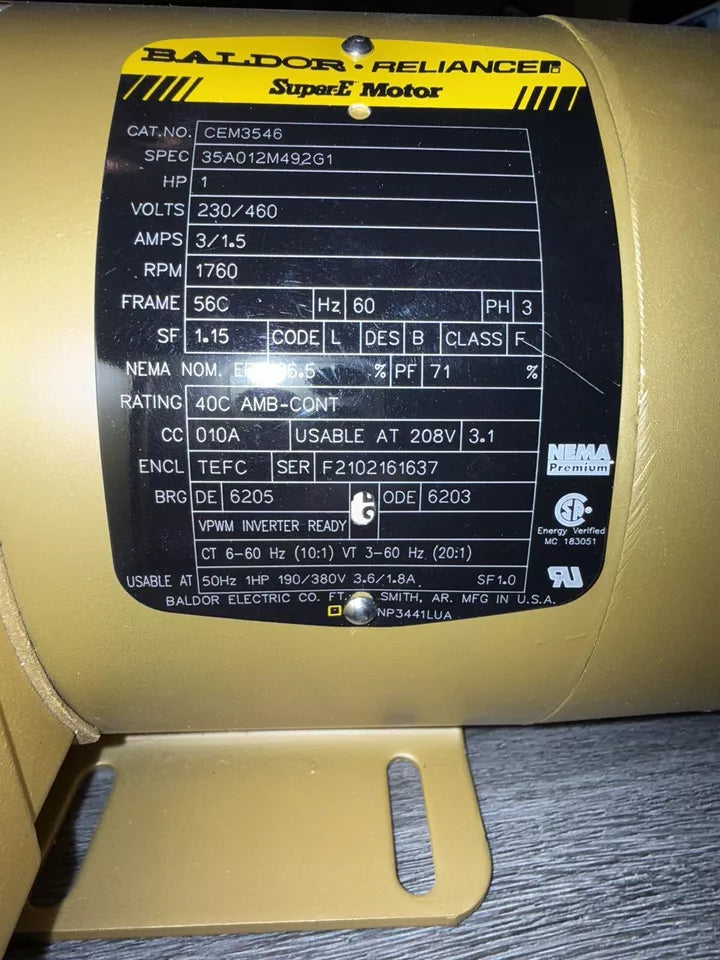 BALDOR · RELIANCE
Super-E Motor
CAT.NO. CEM3546
SPEC 35A012M492G1
HP 1
VOLTS 230/460
AMPS 3/1.5
RPM 1760
FRAME 56C Hz 60 PH 3
SF 1.15 CODE L DES B CLASS F
NEMA NOM. % PF 71 %
RATING 40C AMB-CONT
CC 010A USABLE AT 208V 3.1
ENCL TEFC SER F2102161637
BRG DE 6205 ODE 6203
VPWM INVERTER READY
CT 6-60 Hz (10:1) VT 3-60 Hz (20:1)
USABLE AT 50Hz 1HP 190/380V 3.6/1.8A SF1.0
BALDOR ELECTRIC CO. FT. SMITH, AR. MFG IN U.S.A.
NP3441LUA
NEMA
Premium
Energy Verified
MC 183051